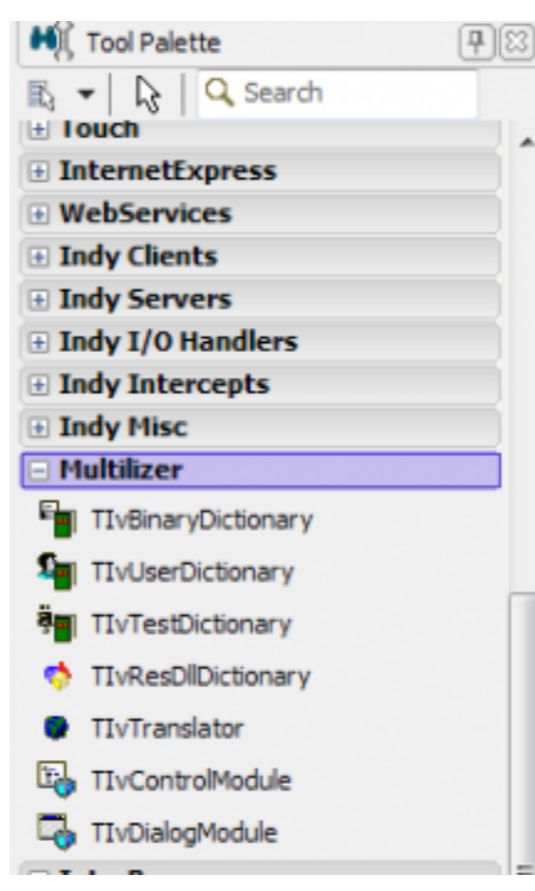 Tool Palette
Search
Touch
InternetExpress
WebServices
Indy Clients
Indy Servers
Indy I/O Handlers
Indy Intercepts
Indy Misc
Multilizer
TIvBinaryDictionary
TIvUserDictionary
TIvTestDictionary
TIvResDllDictionary
TIvTranslator
TIvControlModule
TIvDialogModule